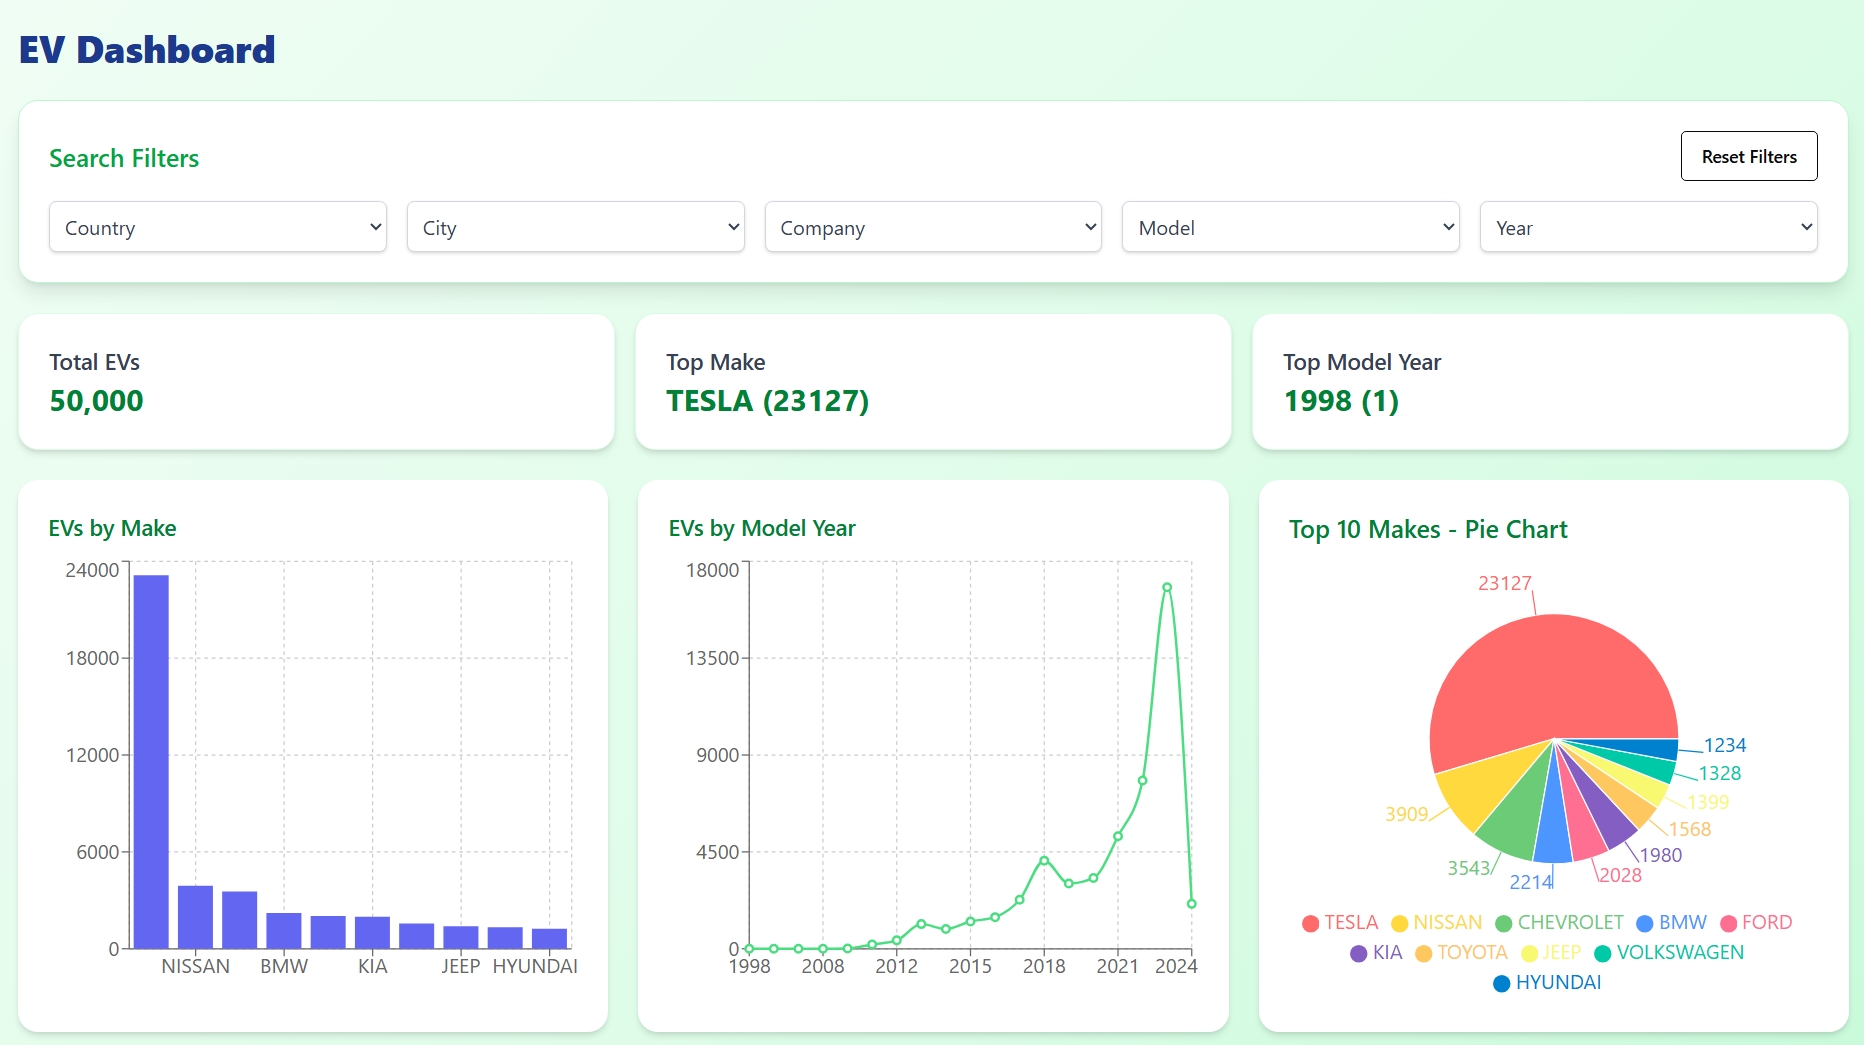 EV Dashboard
Search Filters
Reset Filters
Country
City
Company
Model
Year
Total EVs
50,000
Top Make
TESLA (23127)
Top Model Year
1998 (1)
EVs by Make
24000
18000
12000
6000
0
NISSAN BMW KIA JEEP HYUNDAI
EVs by Model Year
18000
13500
9000
4500
0
1998 2008 2012 2015 2018 2021 2024
Top 10 Makes - Pie Chart
23127
1234
1328
1399
3909
1568
1980
3543
2028
2214
TESLA NISSAN CHEVROLET BMW FORD
KIA TOYOTA JEEP VOLKSWAGEN
HYUNDAI